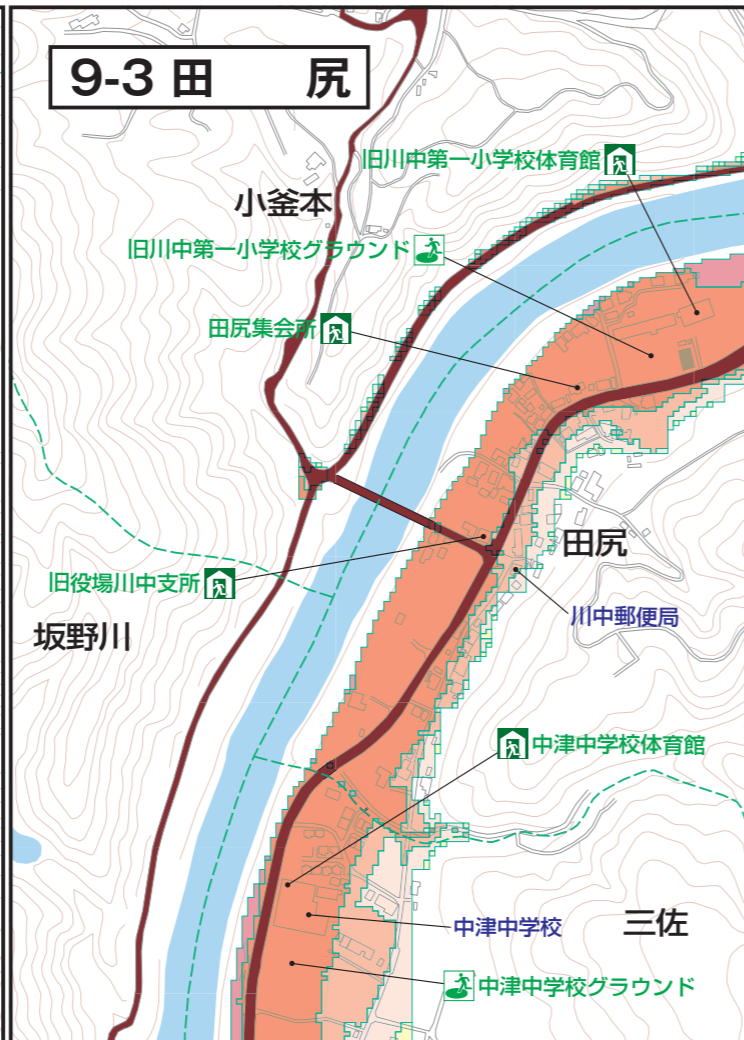 9-3 田 尻
旧川中第一小学校体育館
小釜本
旧川中第一小学校グラウンド
田尻集会所
田尻
旧役場川中支所
川中郵便局
坂野川
中津中学校体育館
中津中学校
三佐
中津中学校グラウンド